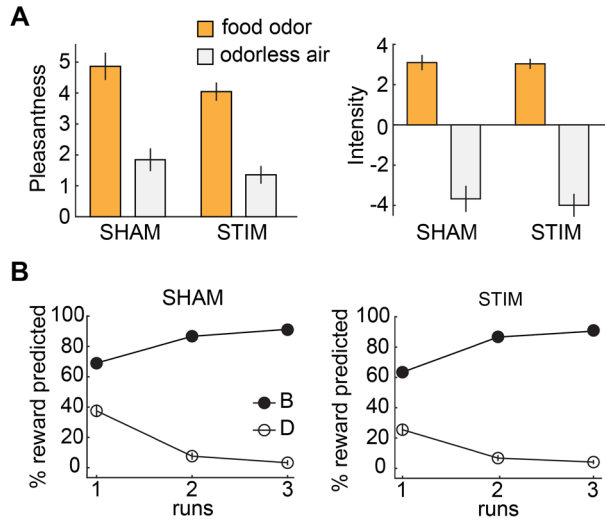 A
food odor
odorless air
Pleasantness
5
4
3
2
1
0
SHAM
STIM
Intensity
4
2
0
-2
-4
SHAM
STIM
B
SHAM
% reward predicted
100
80
60
40
20
0
B
D
1
2
3
runs
STIM
% reward predicted
100
80
60
40
20
0
1
2
3
runs